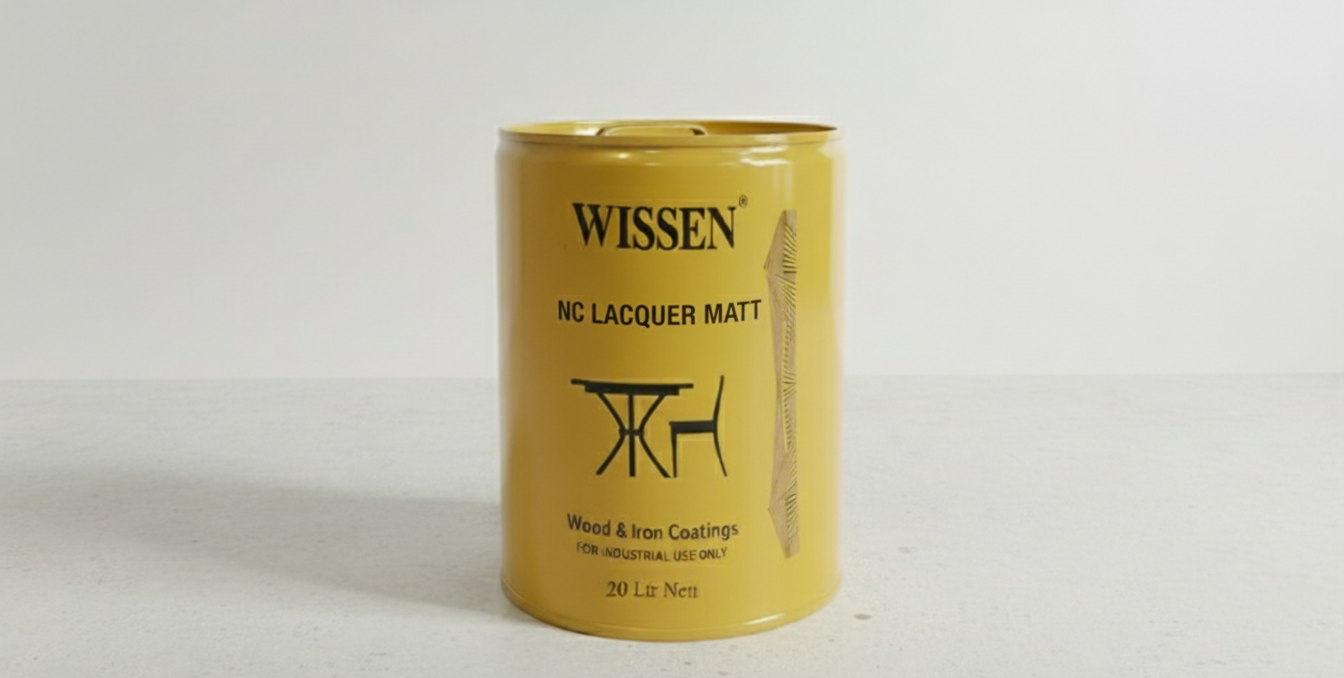 WISSEN®
NC LACQUER MATT
Wood & Iron Coatings
FOR INDUSTRIAL USE ONLY
20 Ltr Nett